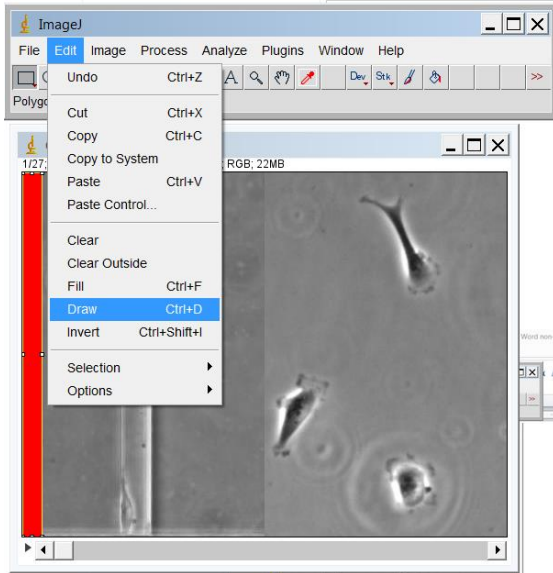 ImageJ
File Edit Image Process Analyze Plugins Window Help
A Dev Stk >>
Undo Ctrl+Z
Cut Ctrl+X
Copy Ctrl+C
Copy to System
Paste Ctrl+V
Paste Control...
Clear
Clear Outside
Fill Ctrl+F
Draw Ctrl+D
Invert Ctrl+Shift+I
Selection
Options
1/27; RGB; 22MB
Word non
>>